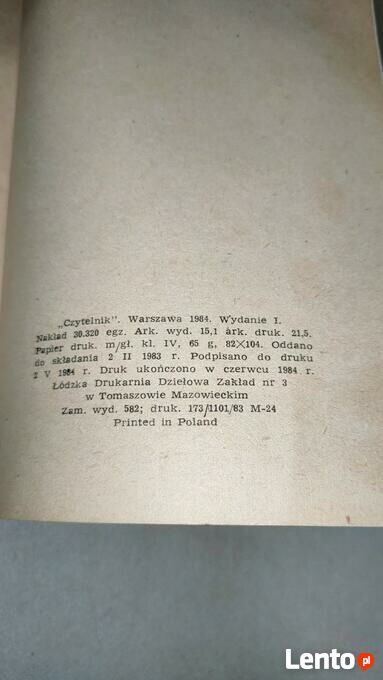 „Czytelnik". Warszawa 1984. Wydanie I.
Nakład 30.320 egz. Ark. wyd. 15,1 ark. druk. 21,5.
Papier druk. m/gł. kl. IV, 65 g, 82×104. Oddano
do składania 2 II 1983 r. Podpisano do druku
V 1984 r. Druk ukończono w czerwcu 1984 r.
Łódzka Drukarnia Dziełowa Zakład nr 3
w Tomaszowie Mazowieckim
Zam. wyd. 582; druk. 173/1101/83 M-24
Printed in Poland
Lento.pl